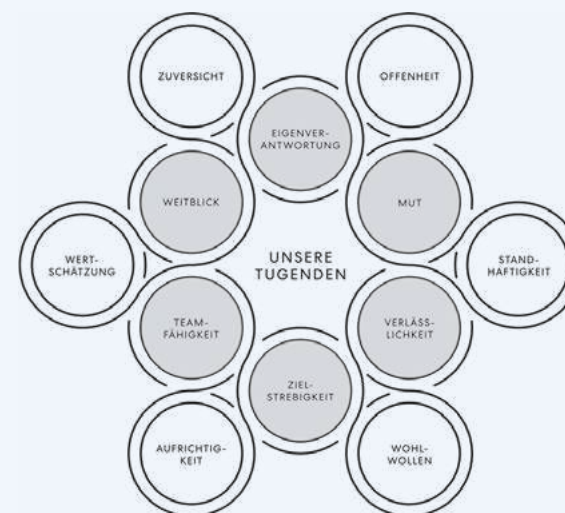 ZUVERSICHT
OFFENHEIT
EIGENVER-
ANTWORTUNG
WEITBLICK
MUT
WERT-
SCHÄTZUNG
UNSERE
TUGENDEN
STAND-
HAFTIGKEIT
TEAM-
FÄHIGKEIT
VERLÄSS-
LICHKEIT
ZIEL-
STREBIGKEIT
AUFRICHTIG-
KEIT
WOHL-
WOLLEN